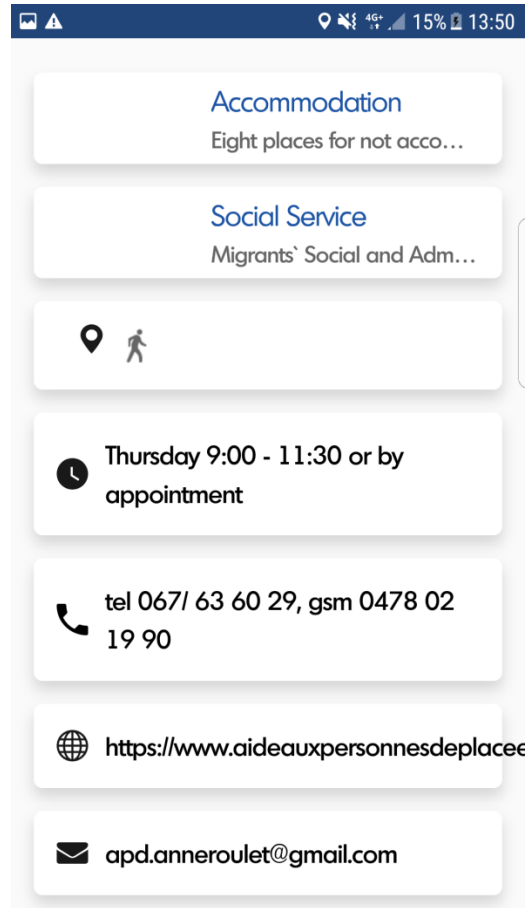 4G+ 15% 13:50
Accommodation
Eight places for not acco...
Social Service
Migrants` Social and Adm...
Thursday 9:00 - 11:30 or by
appointment
tel 067/ 63 60 29, gsm 0478 02
19 90
https://www.aideauxpersonnesdeplacee
apd.anneroulet@gmail.com